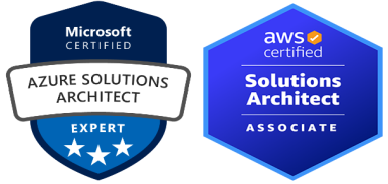 Microsoft
CERTIFIED
AZURE SOLUTIONS
ARCHITECT
EXPERT
aws
certified
Solutions
Architect
ASSOCIATE